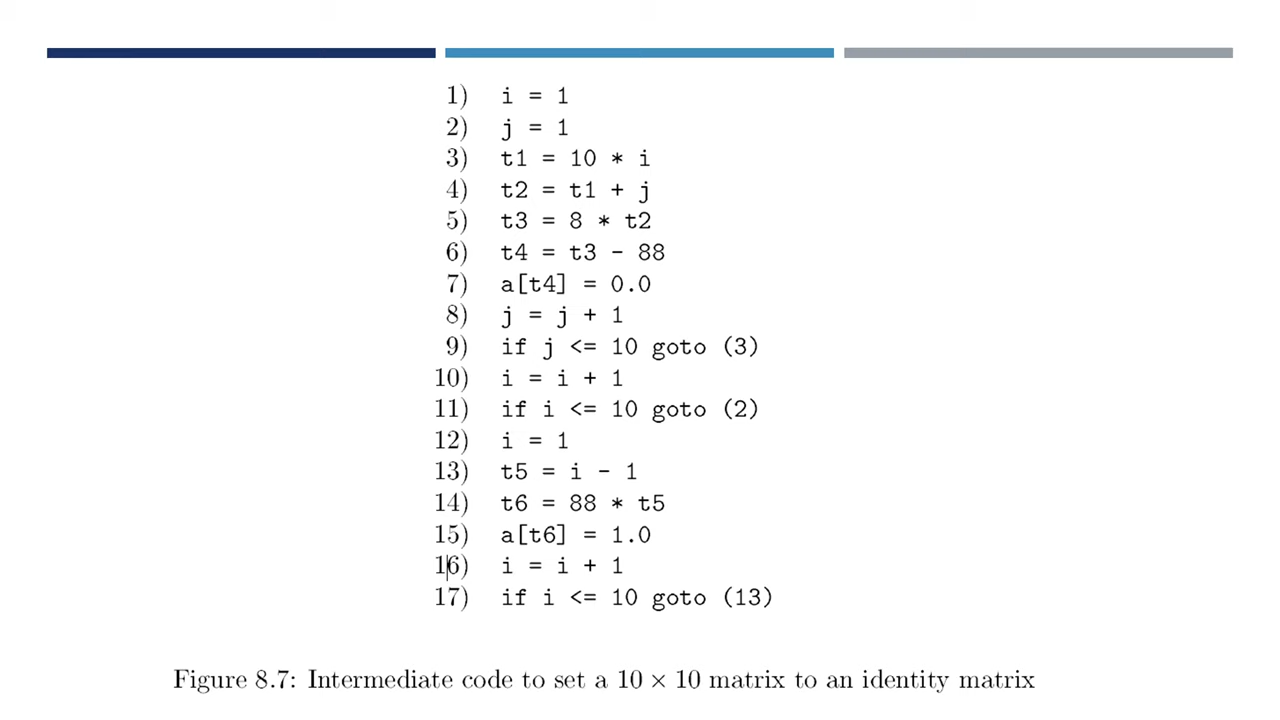 1) i = 1
2) j = 1
3) t1 = 10 * i
4) t2 = t1 + j
5) t3 = 8 * t2
6) t4 = t3 - 88
7) a[t4] = 0.0
8) j = j + 1
9) if j <= 10 goto (3)
10) i = i + 1
11) if i <= 10 goto (2)
12) i = 1
13) t5 = i - 1
14) t6 = 88 * t5
15) a[t6] = 1.0
16) i = i + 1
17) if i <= 10 goto (13)
Figure 8.7: Intermediate code to set a 10 × 10 matrix to an identity matrix